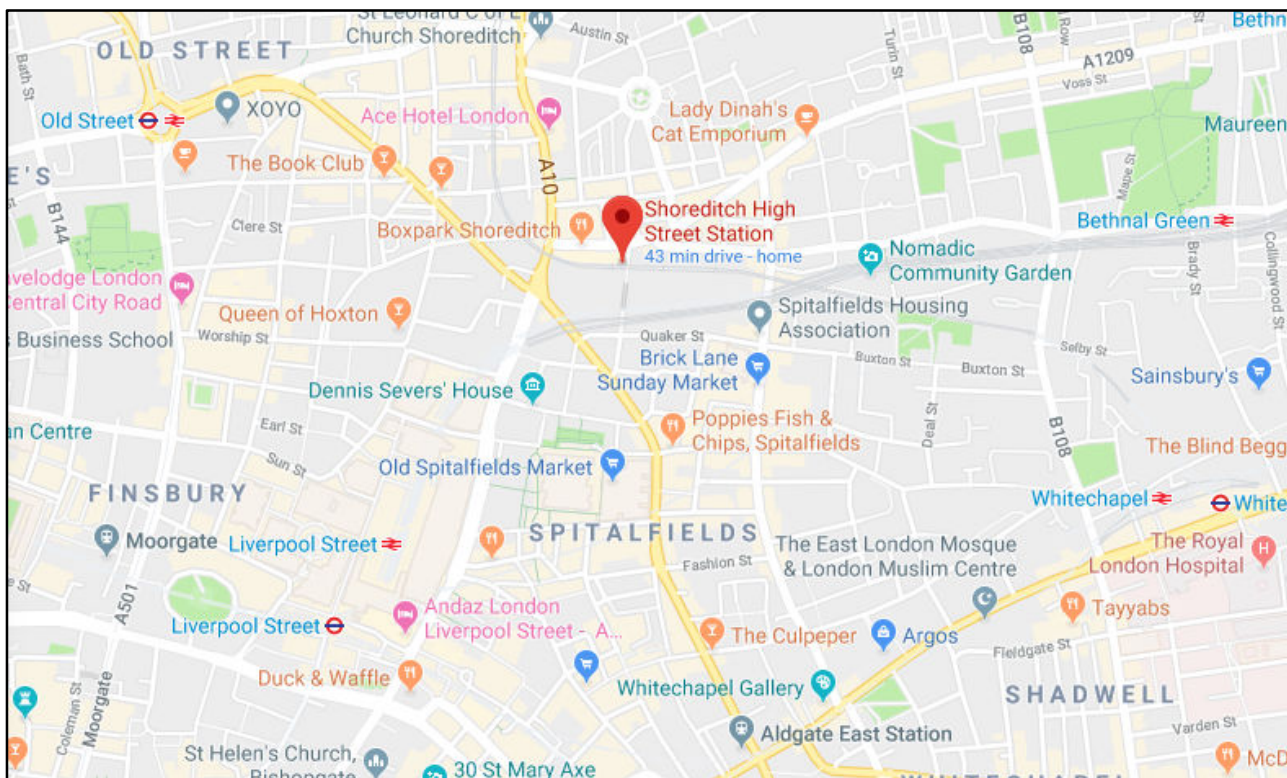 St Leonard C of E
Church Shoreditch
Austin St
Turin St
B108
Row
Bethn
A1209
OLD STREET
Bath St
Voss St
XOYO
Ace Hotel London
Lady Dinah's
Cat Emporium
Old Street
Maureen
The Book Club
A10
E'S
B144
Mape St
Clere St
Boxpark Shoreditch
Shoreditch High
Street Station
43 min drive - home
Bethnal Green
Nomadic
Community Garden
Brady St
Collingwood St
avelodge London
Central City Road
Queen of Hoxton
Spitalfields Housing
Association
s Business School
Worship St
Quaker St
Selby St
Buxton St
Buxton St
Brick Lane
Sunday Market
Dennis Severs' House
Sainsbury's
Deal St
B108
an Centre
Earl St
Poppies Fish &
Chips, Spitalfields
The Blind Begg
Sun St
Old Spitalfields Market
FINSBURY
Whitechapel
White
SPITALFIELDS
Moorgate
Liverpool Street
The East London Mosque
& London Muslim Centre
The Royal
London Hospital
Fashion St
A501
Andaz London
Liverpool Street - A...
Tayyabs
Liverpool Street
The Culpeper
Argos
Fieldgate St
Duck & Waffle
Whitechapel Gallery
SHADWELL
Coleman St
Moorgate
Aldgate East Station
Varden St
St Helen's Church,
Bishopsgate
30 St Mary Axe
McD
WHITECHAPEL